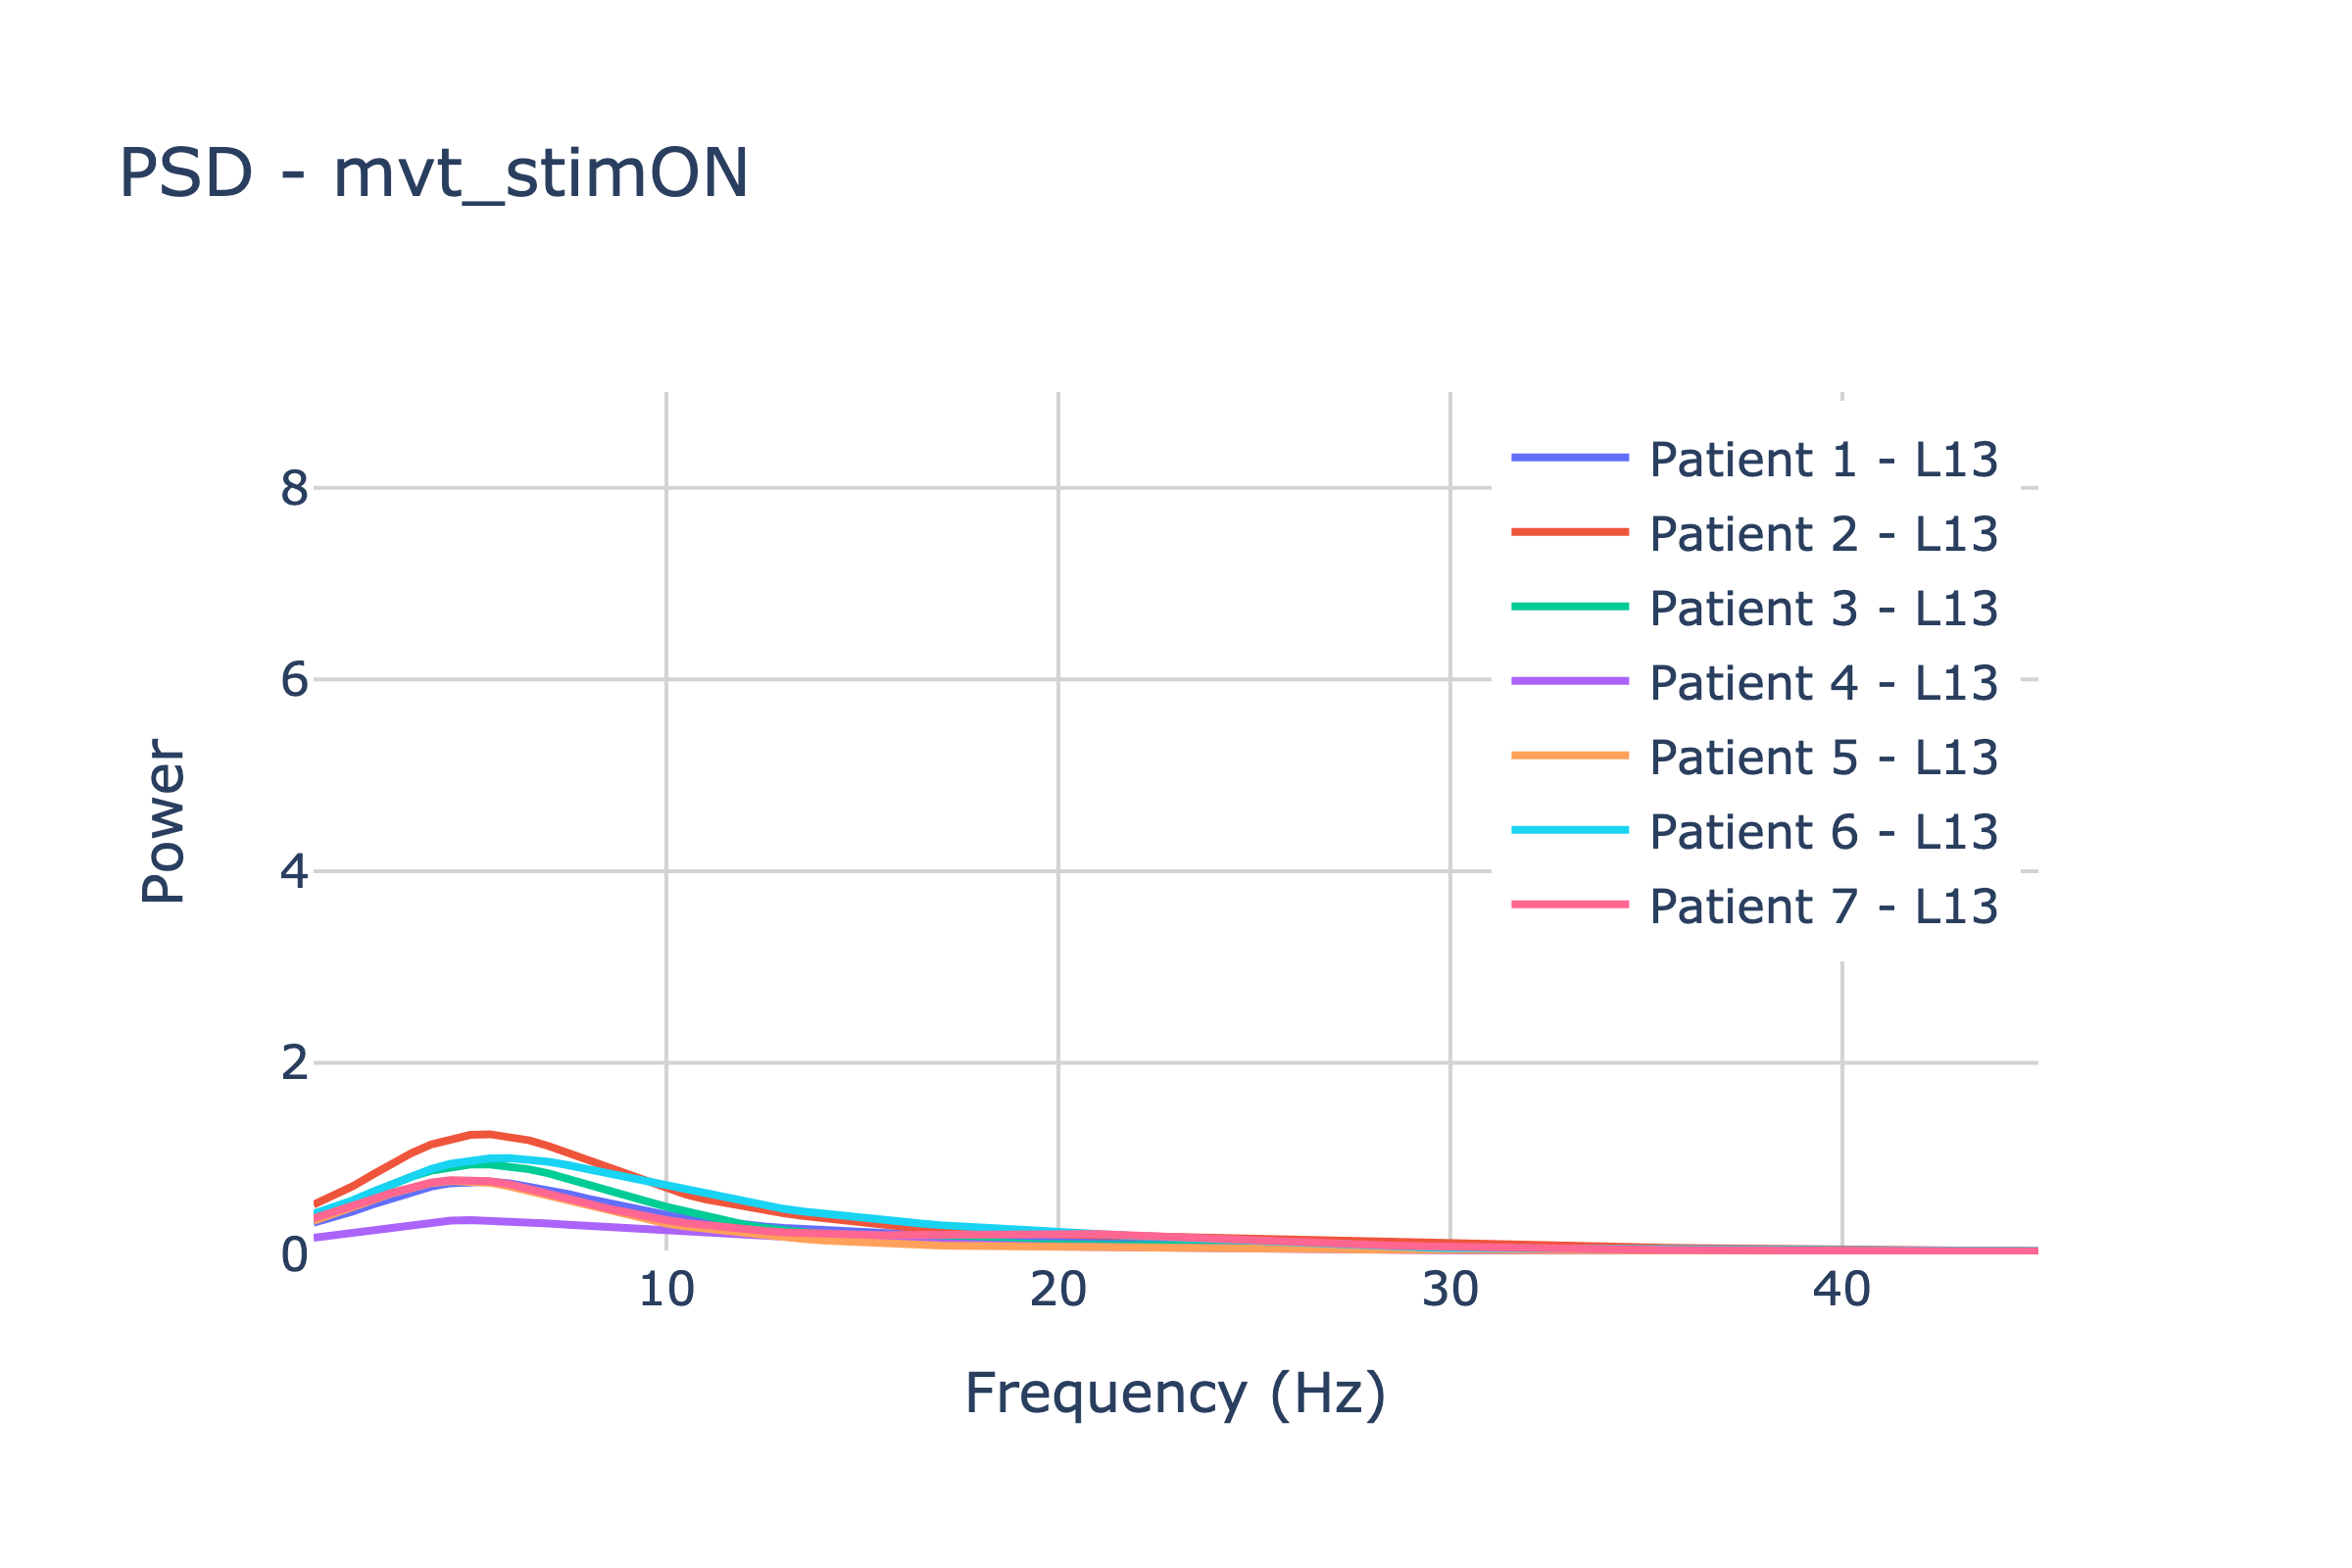 PSD - mvt_stimON
Patient 1 - L13
Patient 2 - L13
Patient 3 - L13
Patient 4 - L13
Patient 5 - L13
Patient 6 - L13
Patient 7 - L13
Power
8
6
4
2
0
10 20 30 40
Frequency (Hz)